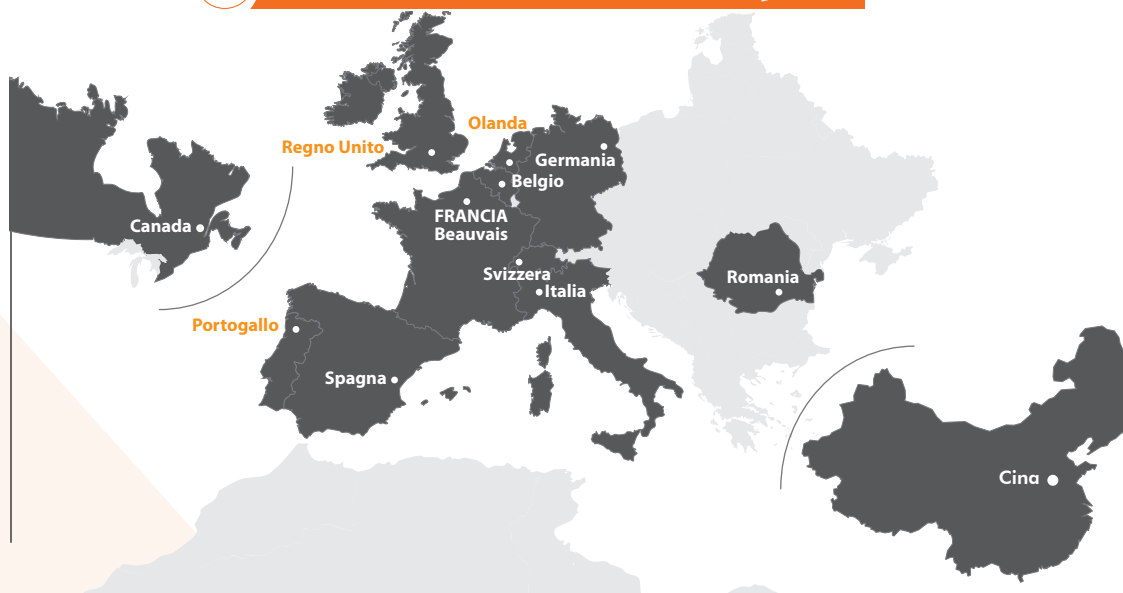 Olanda
Regno Unito
Germania
Belgio
FRANCIA
Beauvais
Canada
Svizzera
Romania
Italia
Portogallo
Spagna
Cina